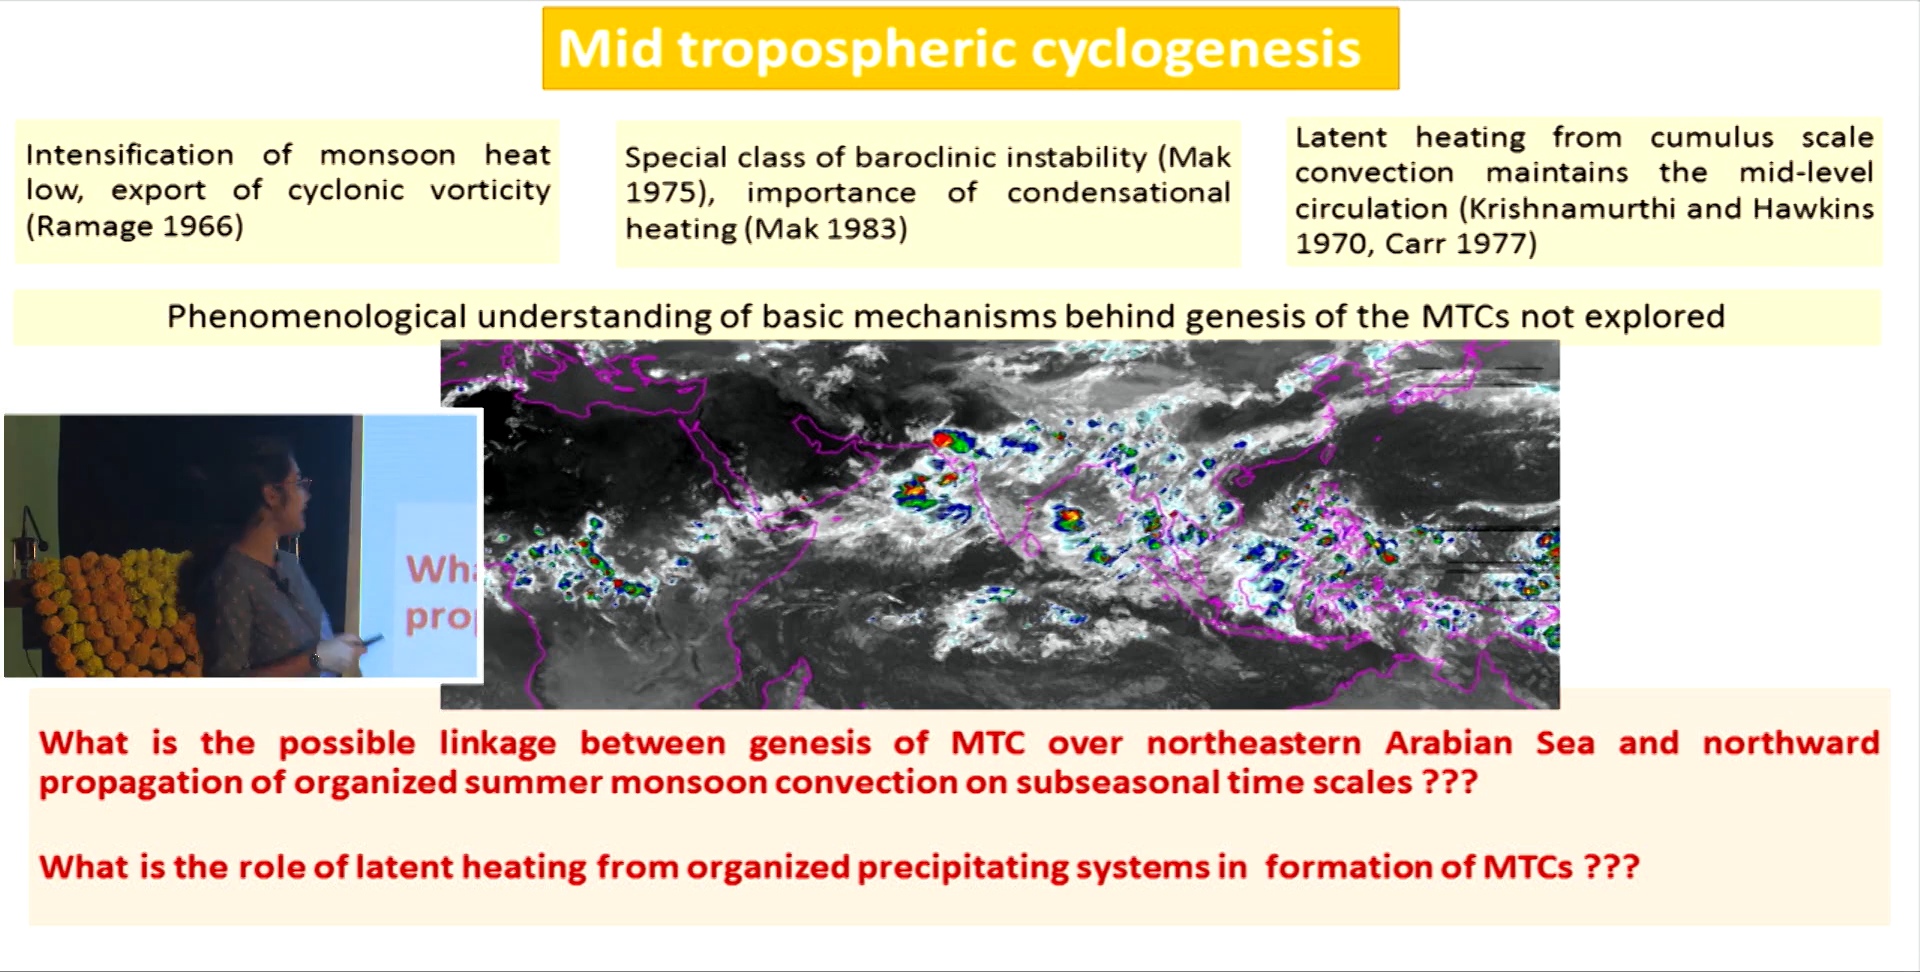 Mid tropospheric cyclogenesis
Intensification of monsoon heat
low, export of cyclonic vorticity
(Ramage 1966)
Special class of baroclinic instability (Mak
1975), importance of condensational
heating (Mak 1983)
Latent heating from cumulus scale
convection maintains the mid-level
circulation (Krishnamurthi and Hawkins
1970, Carr 1977)
Phenomenological understanding of basic mechanisms behind genesis of the MTCs not explored
Wha
prop
What is the possible linkage between genesis of MTC over northeastern Arabian Sea and northward
propagation of organized summer monsoon convection on subseasonal time scales ???
What is the role of latent heating from organized precipitating systems in formation of MTCs ???